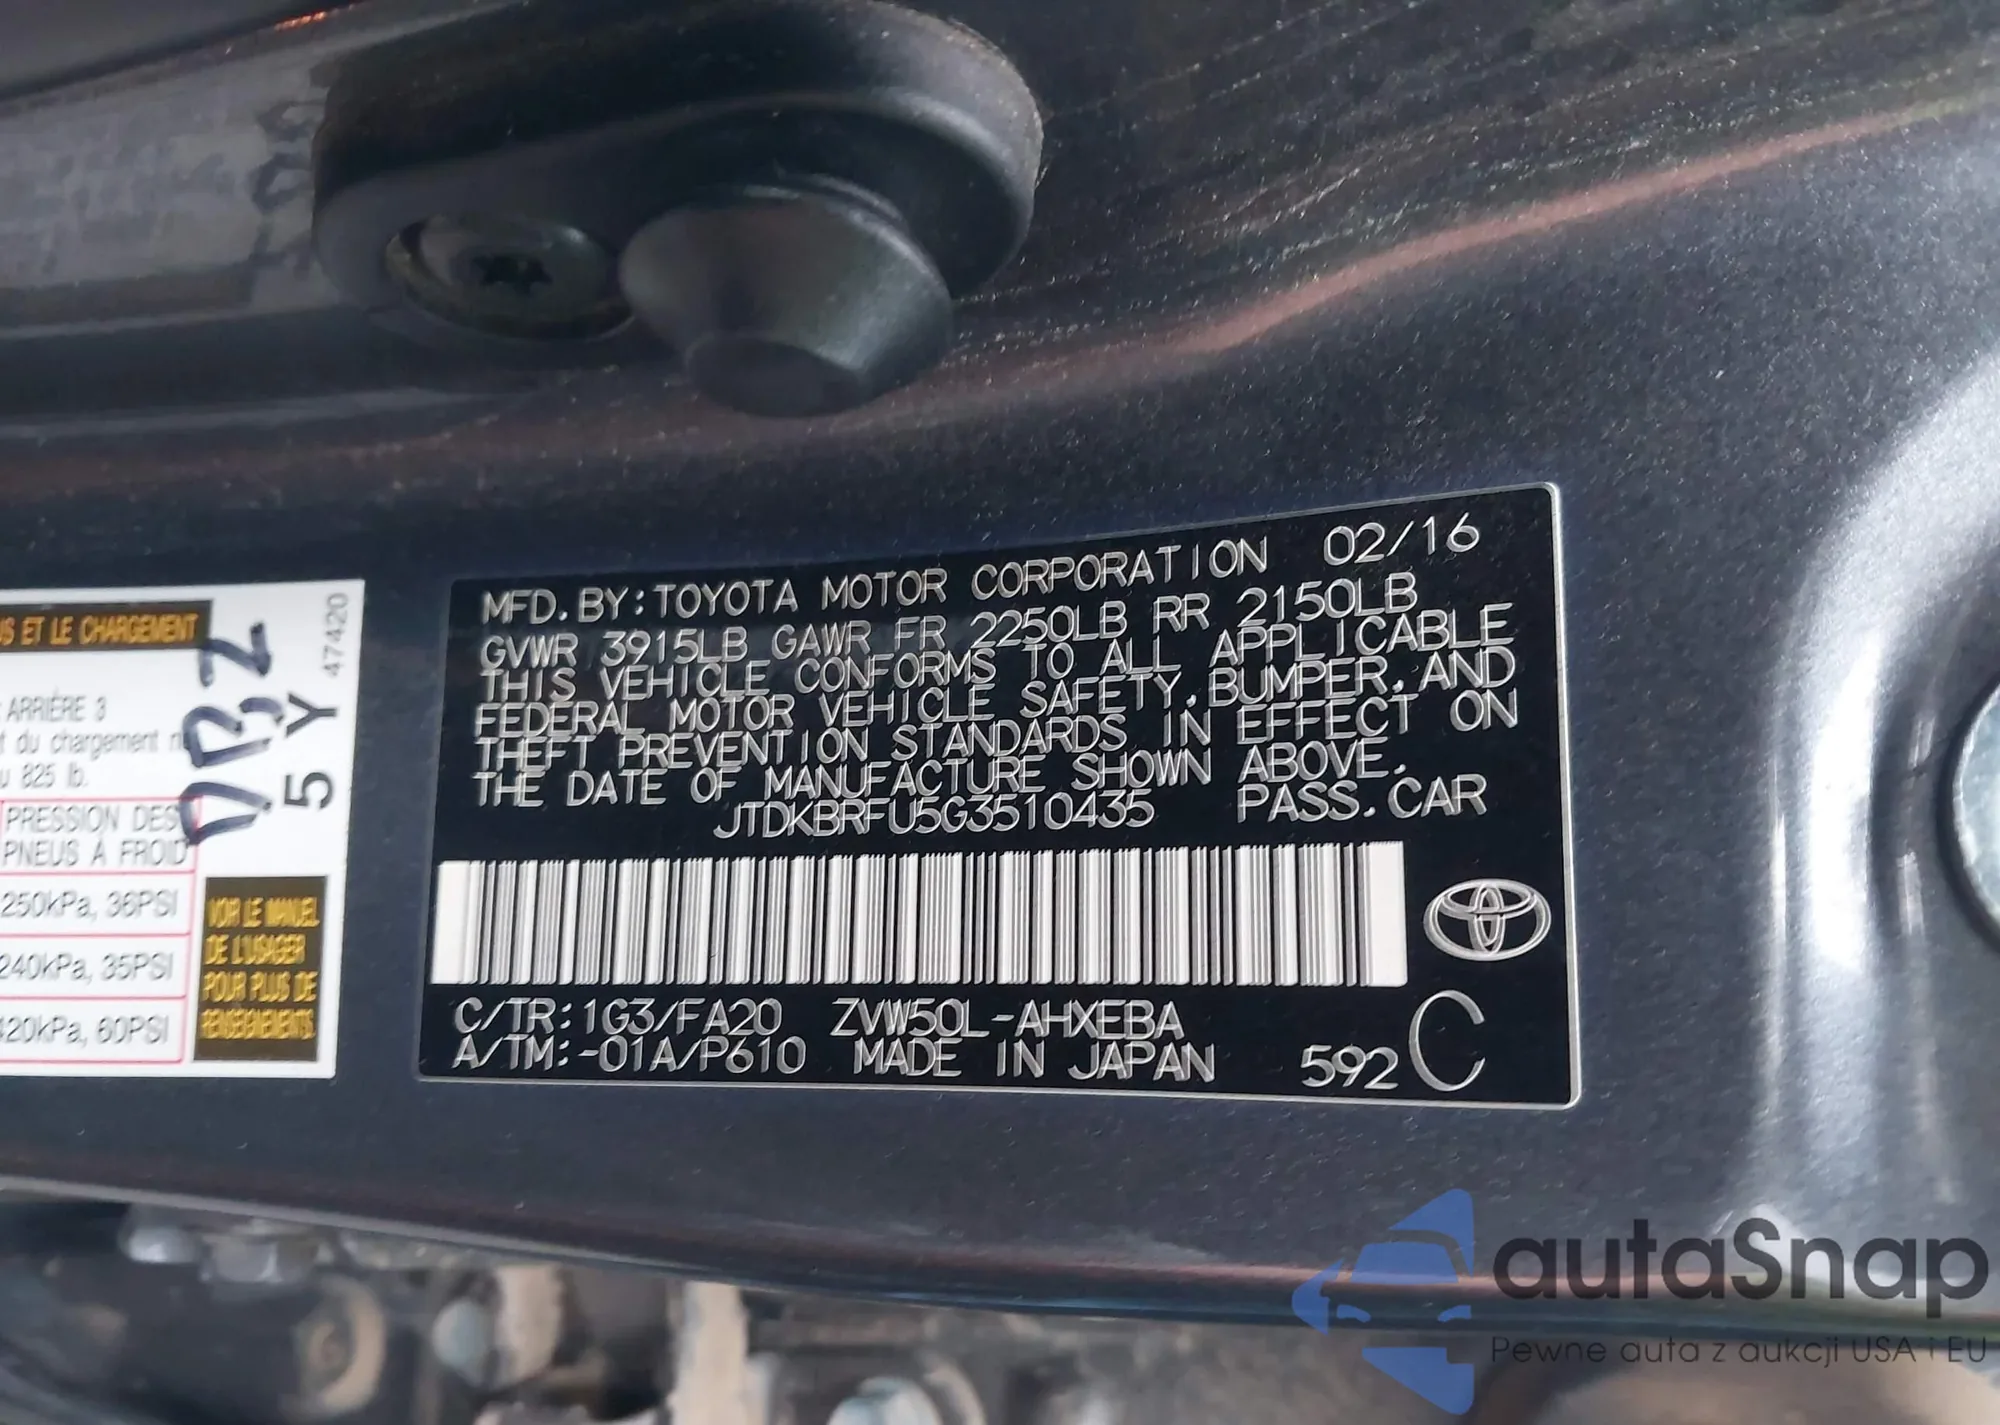 US ET LE CHARGEMENT
ARRIÈRE 3
t du chargement
825 lb.
PRESSION DES
PNEUS À FROID
250kPa, 36PSI
240kPa, 35PSI
420kPa, 60PSI
VOIR LE MANUEL
DE L'USAGER
POUR PLUS DE
RENSEIGNEMENTS.
5Y
47420
MFD.BY:TOYOTA MOTOR CORPORATION 02/16
GVWR 3915LB GAWR FR 2250LB RR 2150LB
THIS VEHICLE CONFORMS TO ALL APPLICABLE
FEDERAL MOTOR VEHICLE SAFETY,BUMPER,AND
THEFT PREVENTION STANDARDS IN EFFECT ON
THE DATE OF MANUFACTURE SHOWN ABOVE.
JTDKBRFU5G3510435 PASS.CAR
C/TR:1G3/FA20 ZVW50L-AHXEBA
A/TM:-01A/P610 MADE IN JAPAN 592 C
autaSnap
Pewne auta z aukcji USA i EU